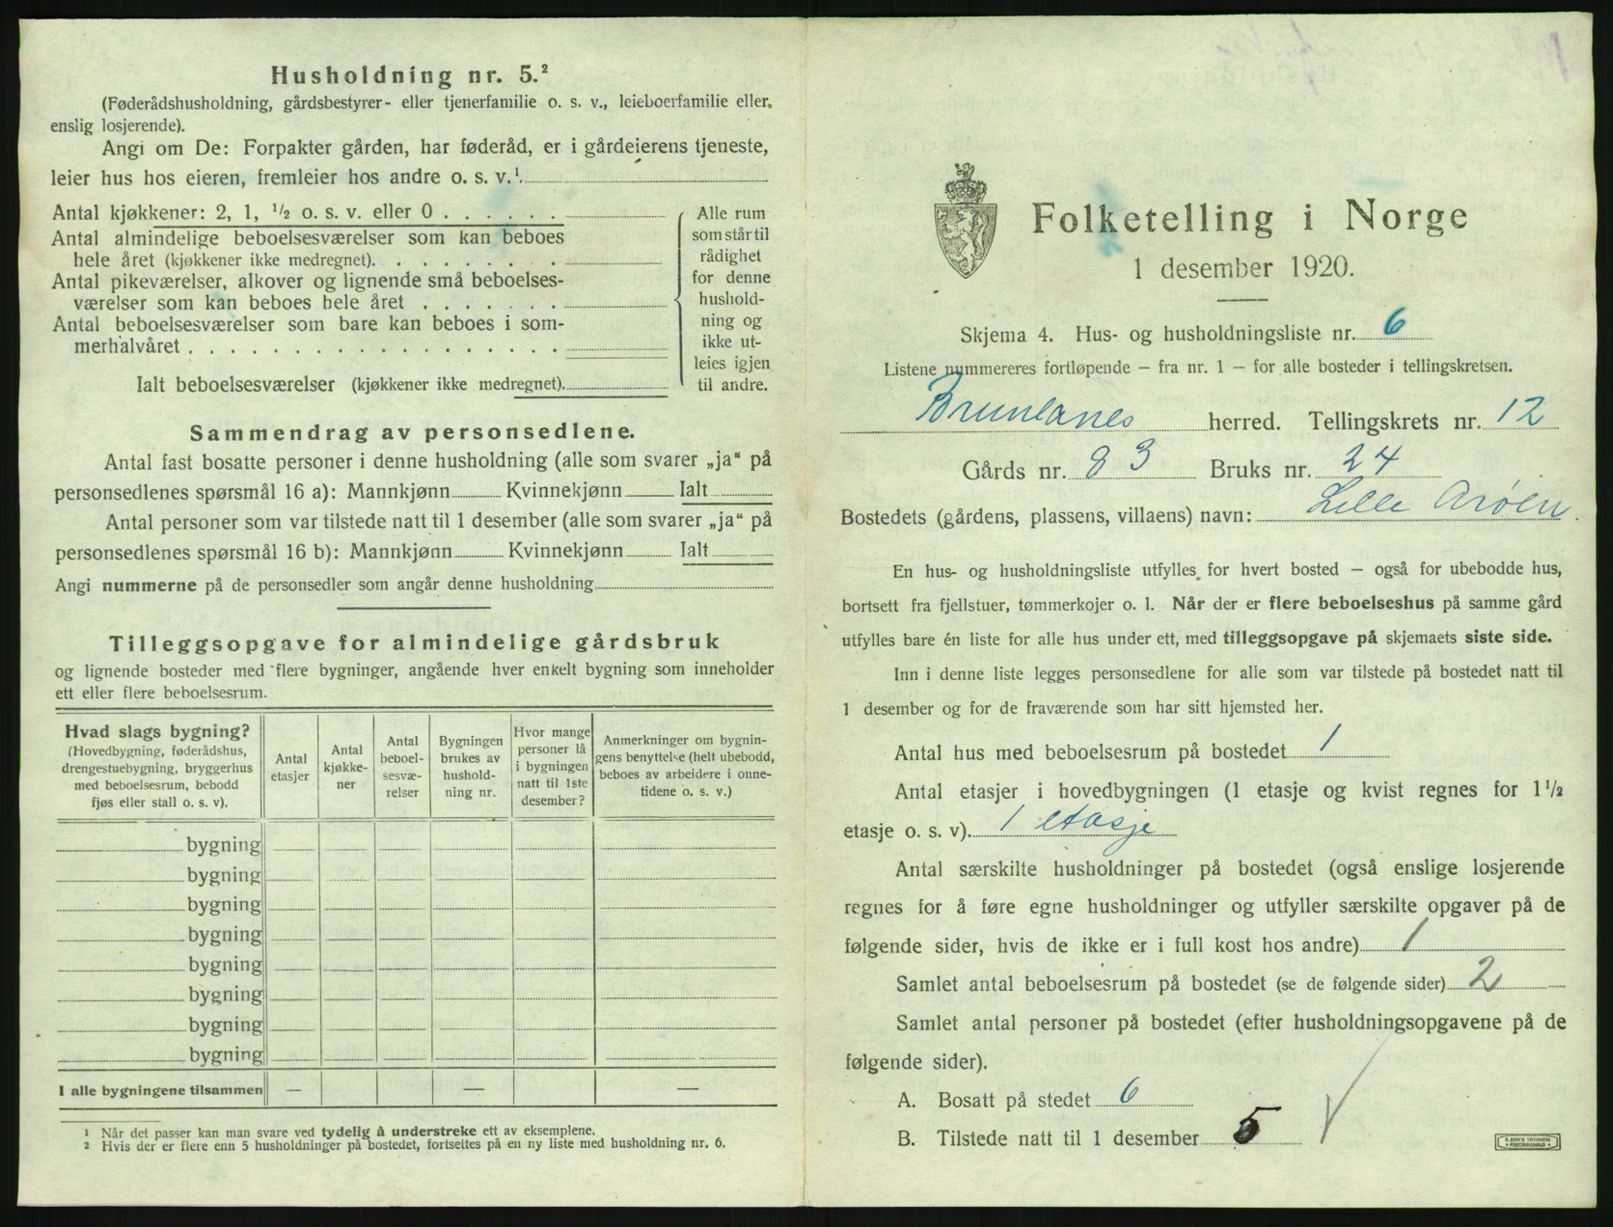 Husholdning nr. 5.²
(Føderådshusholdning, gårdsbestyrer- eller tjenerfamilie o. s. v., leieboerfamilie eller
enslig losjerende).
Angi om De: Forpakter gården, har føderåd, er i gårdeierens tjeneste,
leier hus hos eieren, fremleier hos andre o. s. v.¹
Antal kjøkkener: 2, 1, ½ o. s. v. eller 0
Antal almindelige beboelsesværelser som kan beboes
hele året (kjøkkener ikke medregnet).
Antal pikeværelser, alkover og lignende små beboelses-
værelser som kan beboes hele året
Antal beboelsesværelser som bare kan beboes i som-
merhalvåret
Ialt beboelsesværelser (kjøkkener ikke medregnet).
Alle rum
som står til
rådighet
for denne
hushold-
ning og
ikke ut-
leies igjen
til andre.
Sammendrag av personsedlene.
Antal fast bosatte personer i denne husholdning (alle som svarer „ja“ på
personsedlenes spørsmål 16 a): Mannkjønn Kvinnekjønn Ialt
Antal personer som var tilstede natt til 1 desember (alle som svarer „ja“ på
personsedlenes spørsmål 16 b): Mannkjønn Kvinnekjønn Ialt
Angi nummerne på de personsedler som angår denne husholdning
Tilleggsopgave for almindelige gårdsbruk
og lignende bosteder med flere bygninger, angående hver enkelt bygning som inneholder
ett eller flere beboelsesrum.
Hvad slags bygning?
(Hovedbygning, føderådshus,
drengestuebygning, bryggerhus
med beboelsesrum, bebodd
fjøs eller stall o. s. v).
Antal
etasjer
Antal
kjøkke-
ner
Antal
beboel-
sesvæ-
relser
Bygningen
brukes av
hushold-
ning nr.
Hvor mange
personer lå
i bygningen
natt til 1ste
desember?
Anmerkninger om bygnin-
gens benyttelse (helt ubebodd,
beboes av arbeidere i onne-
tidene o. s. v.)
bygning
bygning
bygning
bygning
bygning
bygning
bygning
bygning
I alle bygningene tilsammen — — —
¹ Når det passer kan man svare ved tydelig å understreke ett av eksemplene.
² Hvis der er flere enn 5 husholdninger på bostedet, fortsettes på en ny liste med husholdning nr. 6.
Folketelling i Norge
1 desember 1920.
Skjema 4. Hus- og husholdningsliste nr. 6
Listene nummereres fortløpende — fra nr. 1 — for alle bosteder i tellingskretsen.
Brunlanes herred. Tellingskrets nr. 12
Gårds nr. 83 Bruks nr. 24
Bostedets (gårdens, plassens, villaens) navn: Lille Arøen.
En hus- og husholdningsliste utfylles for hvert bosted — også for ubebodde hus,
bortsett fra fjellstuer, tømmerkojer o. l. Når der er flere beboelseshus på samme gård
utfylles bare én liste for alle hus under ett, med tilleggsopgave på skjemaets siste side.
Inn i denne liste legges personsedlene for alle som var tilstede på bostedet natt til
1 desember og for de fraværende som har sitt hjemsted her.
Antal hus med beboelsesrum på bostedet 1
Antal etasjer i hovedbygningen (1 etasje og kvist regnes for 1½
etasje o. s. v). 1 etasje
Antal særskilte husholdninger på bostedet (også enslige losjerende
regnes for å føre egne husholdninger og utfyller særskilte opgaver på de
følgende sider, hvis de ikke er i full kost hos andre) 1
Samlet antal beboelsesrum på bostedet (se de følgende sider) 2
Samlet antal personer på bostedet (efter husholdningsopgavene på de
følgende sider).
A. Bosatt på stedet 6
B. Tilstede natt til 1 desember 5